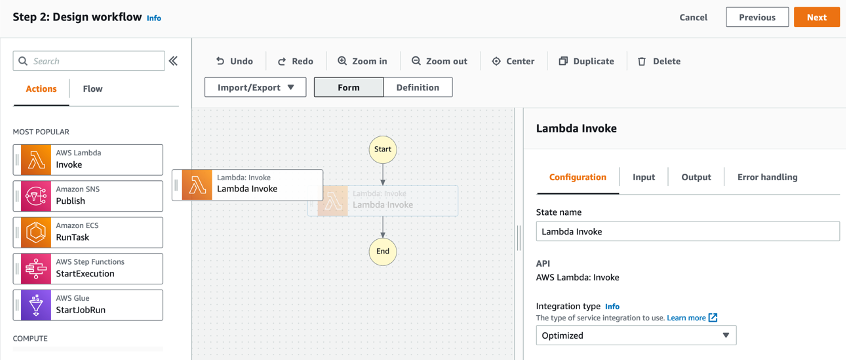 Step 2: Design workflow Info
Cancel
Previous
Next
Search
Undo
Redo
Zoom in
Zoom out
Center
Duplicate
Delete
Actions
Flow
Import/Export
Form
Definition
MOST POPULAR
AWS Lambda
Invoke
Amazon SNS
Publish
Amazon ECS
RunTask
AWS Step Functions
StartExecution
AWS Glue
StartJobRun
COMPUTE
Lambda: Invoke
Lambda Invoke
Start
Lambda: Invoke
Lambda Invoke
End
Lambda Invoke
Configuration
Input
Output
Error handling
State name
Lambda Invoke
API
AWS Lambda: Invoke
Integration type Info
The type of service integration to use. Learn more
Optimized